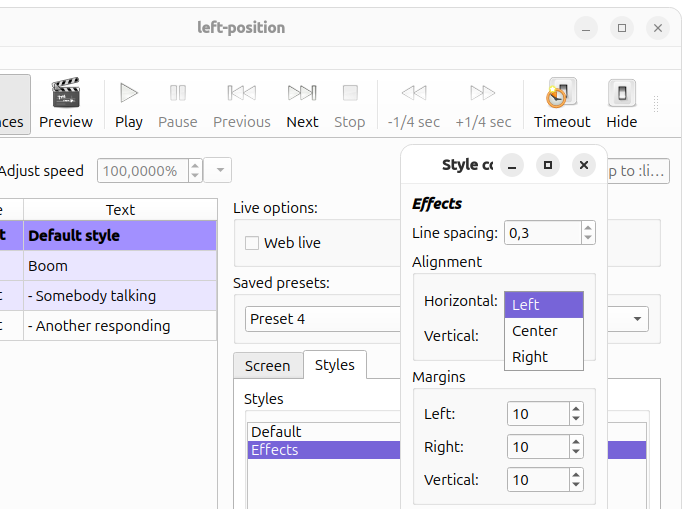 left-position
ces
Preview
Play
Pause
Previous
Next
Stop
-1/4 sec
+1/4 sec
Timeout
Hide
Adjust speed
100,0000%
p to :li...
e
Text
t
Default style
Boom
t
- Somebody talking
t
- Another responding
Live options:
Web live
Saved presets:
Preset 4
Screen
Styles
Styles
Default
Effects
Style co
Effects
Line spacing:
0,3
Alignment
Horizontal:
Left
Center
Right
Vertical:
Margins
Left:
10
Right:
10
Vertical:
10